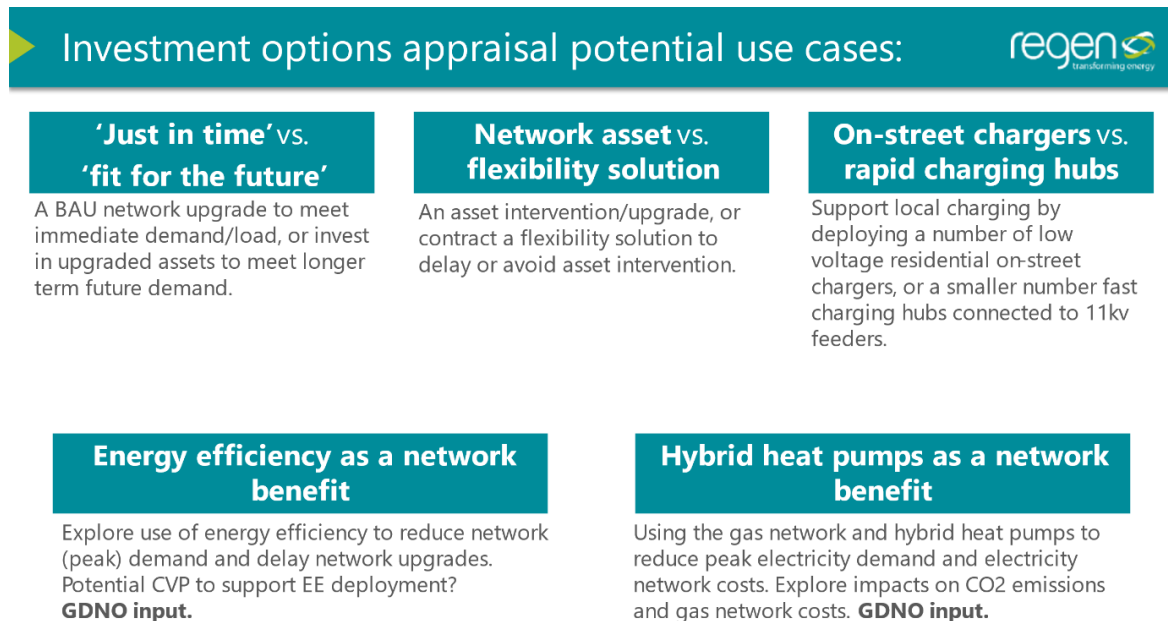 Investment options appraisal potential use cases:
regen
transforming energy
‘Just in time’ vs.
‘fit for the future’
A BAU network upgrade to meet
immediate demand/load, or invest
in upgraded assets to meet longer
term future demand.
Network asset vs.
flexibility solution
An asset intervention/upgrade, or
contract a flexibility solution to
delay or avoid asset intervention.
On-street chargers vs.
rapid charging hubs
Support local charging by
deploying a number of low
voltage residential on-street
chargers, or a smaller number fast
charging hubs connected to 11kv
feeders.
Energy efficiency as a network
benefit
Explore use of energy efficiency to reduce network
(peak) demand and delay network upgrades.
Potential CVP to support EE deployment?
GDNO input.
Hybrid heat pumps as a network
benefit
Using the gas network and hybrid heat pumps to
reduce peak electricity demand and electricity
network costs. Explore impacts on CO2 emissions
and gas network costs. GDNO input.